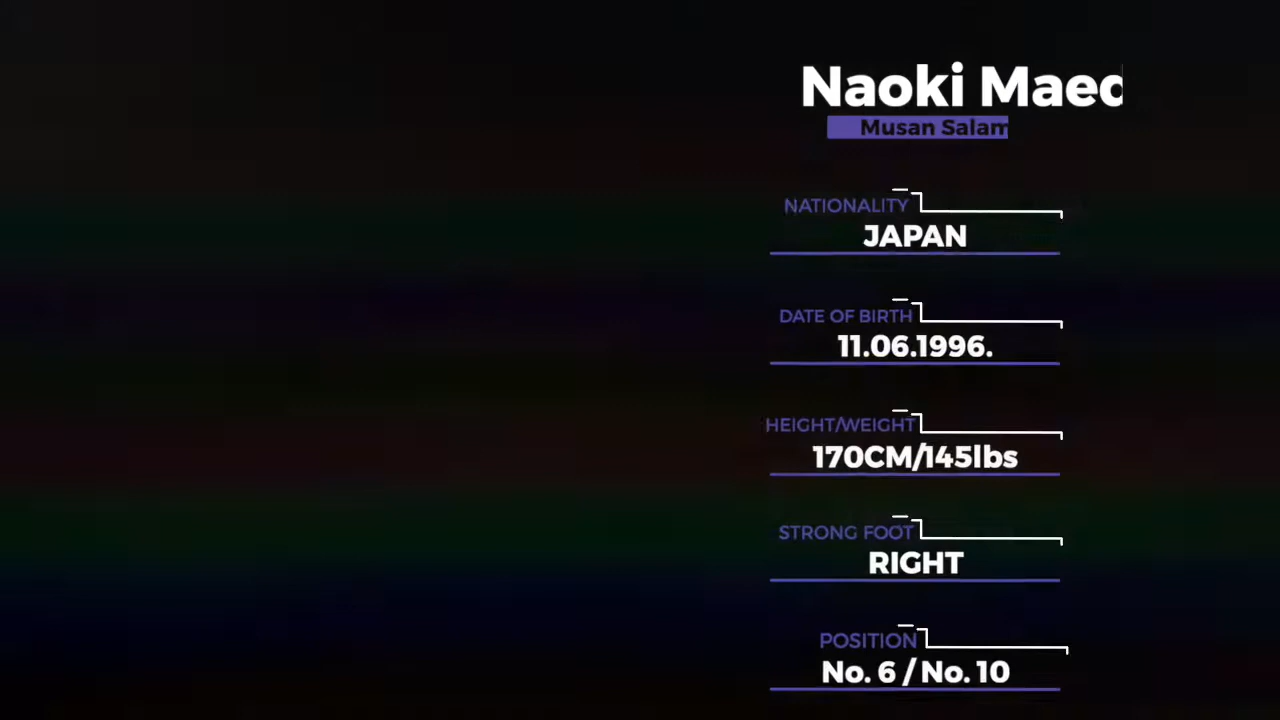 Naoki Maec
Musan Salam
NATIONALITY
JAPAN
DATE OF BIRTH
11.06.1996.
HEIGHT/WEIGHT
170CM/145lbs
STRONG FOOT
RIGHT
POSITION
No. 6 / No. 10